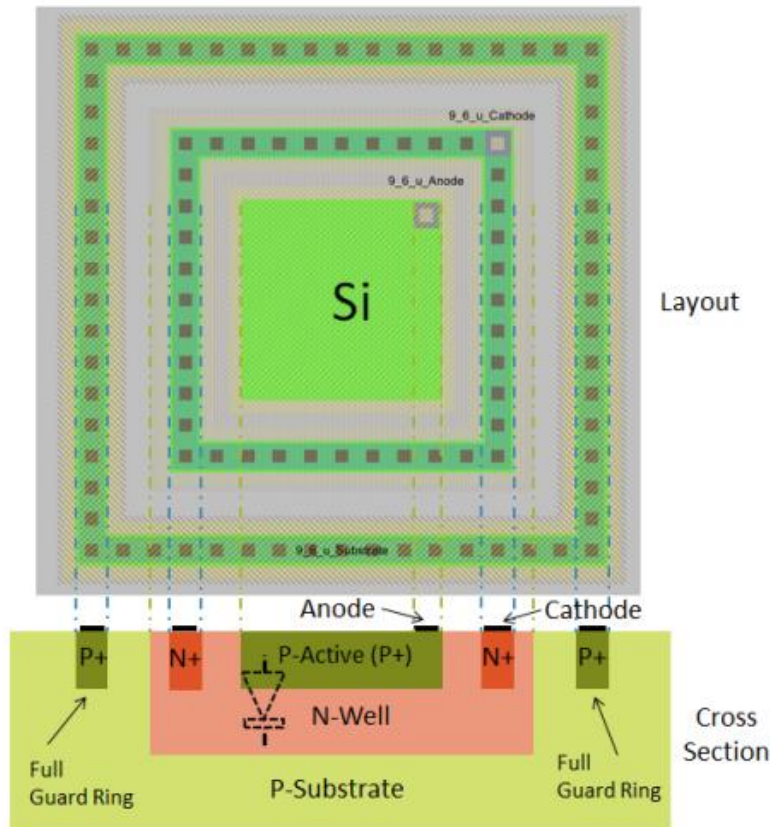 9_6_u_Cathode
9_6_u_Anode
Si
Layout
9_6_u_Substrate
Anode
Cathode
P+
N+
P-Active (P+)
N+
P+
N-Well
Cross
Section
Full
Guard Ring
P-Substrate
Full
Guard Ring